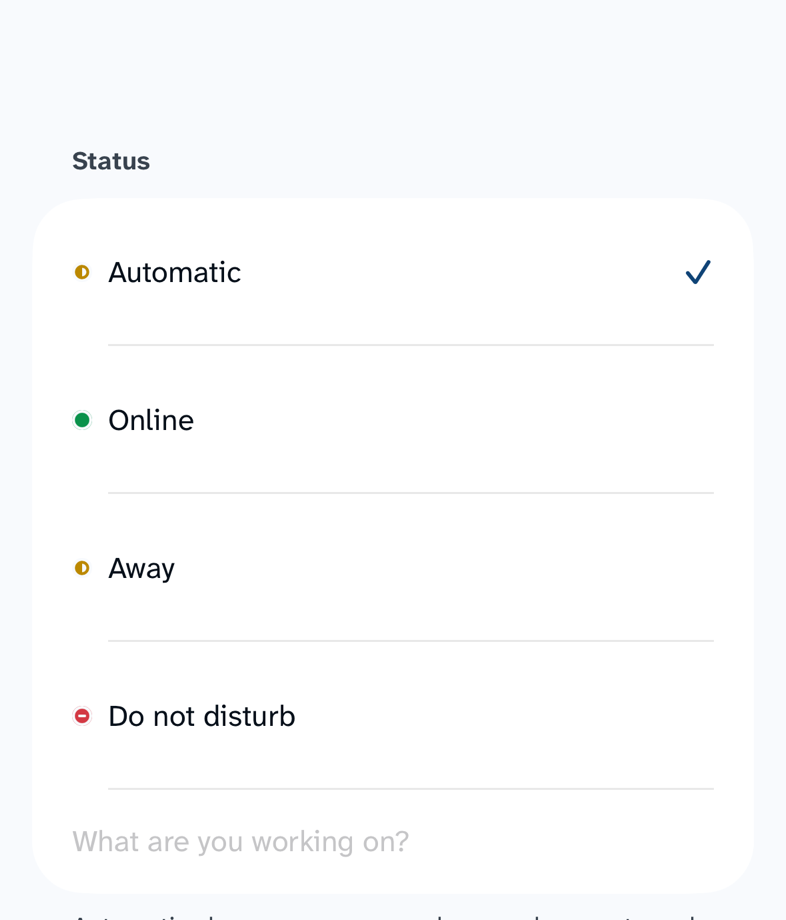 Status
Automatic
Online
Away
Do not disturb
What are you working on?